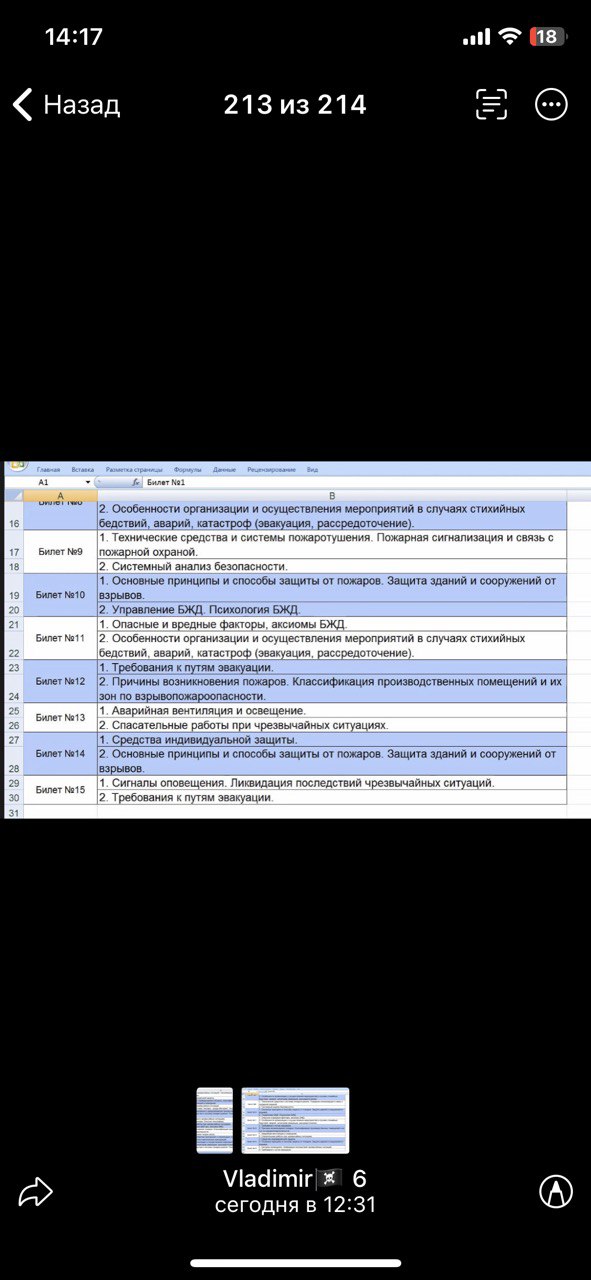 14:17
18
Назад
213 из 214
Главная Вставка Разметка страницы Формулы Данные Рецензирование Вид
A1 fx Билет №1
A B
Билет №8
16 2. Особенности организации и осуществления мероприятий в случаях стихийных
бедствий, аварий, катастроф (эвакуация, рассредоточение).
17 Билет №9 1. Технические средства и системы пожаротушения. Пожарная сигнализация и связь с
пожарной охраной.
18 2. Системный анализ безопасности.
19 Билет №10 1. Основные принципы и способы защиты от пожаров. Защита зданий и сооружений от
взрывов.
20 2. Управление БЖД. Психология БЖД.
21 Билет №11 1. Опасные и вредные факторы, аксиомы БЖД.
22 2. Особенности организации и осуществления мероприятий в случаях стихийных
бедствий, аварий, катастроф (эвакуация, рассредоточение).
23 Билет №12 1. Требования к путям эвакуации.
24 2. Причины возникновения пожаров. Классификация производственных помещений и их
зон по взрывопожароопасности.
25 Билет №13 1. Аварийная вентиляция и освещение.
26 2. Спасательные работы при чрезвычайных ситуациях.
27 Билет №14 1. Средства индивидуальной защиты.
28 2. Основные принципы и способы защиты от пожаров. Защита зданий и сооружений от
взрывов.
29 Билет №15 1. Сигналы оповещения. Ликвидация последствий чрезвычайных ситуаций.
30 2. Требования к путям эвакуации.
31
Vladimir🏴‍☠️ 6
сегодня в 12:31